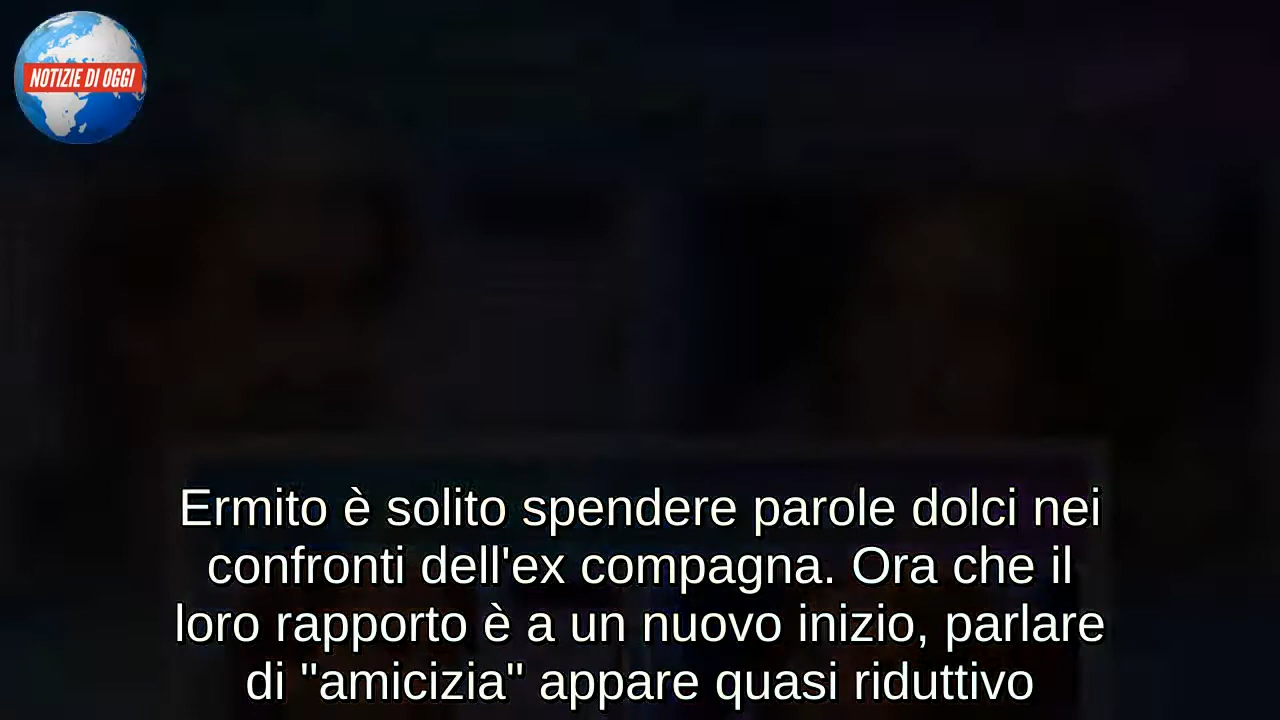 NOTIZIE DI OGGI
Ermito è solito spendere parole dolci nei
confronti dell'ex compagna. Ora che il
loro rapporto è a un nuovo inizio, parlare
di "amicizia" appare quasi riduttivo